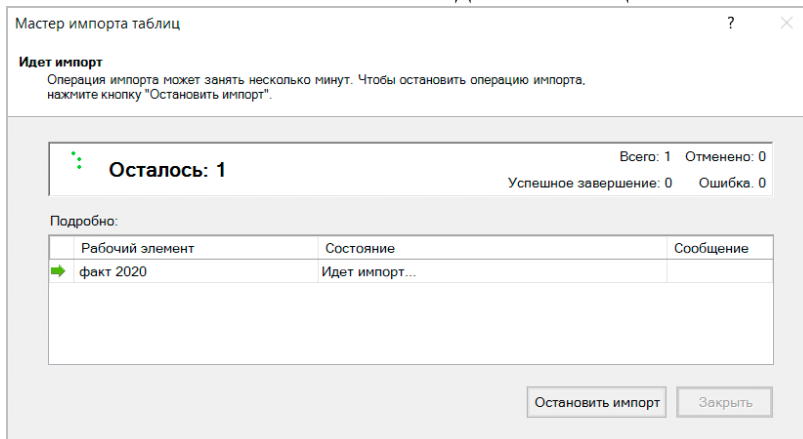 Мастер импорта таблиц ?
Идет импорт
Операция импорта может занять несколько минут. Чтобы остановить операцию импорта,
нажмите кнопку "Остановить импорт".
Осталось: 1
Всего: 1 Отменено: 0
Успешное завершение: 0 Ошибка. 0
Подробно:
Рабочий элемент Состояние Сообщение
факт 2020 Идет импорт...
Остановить импорт Закрыть